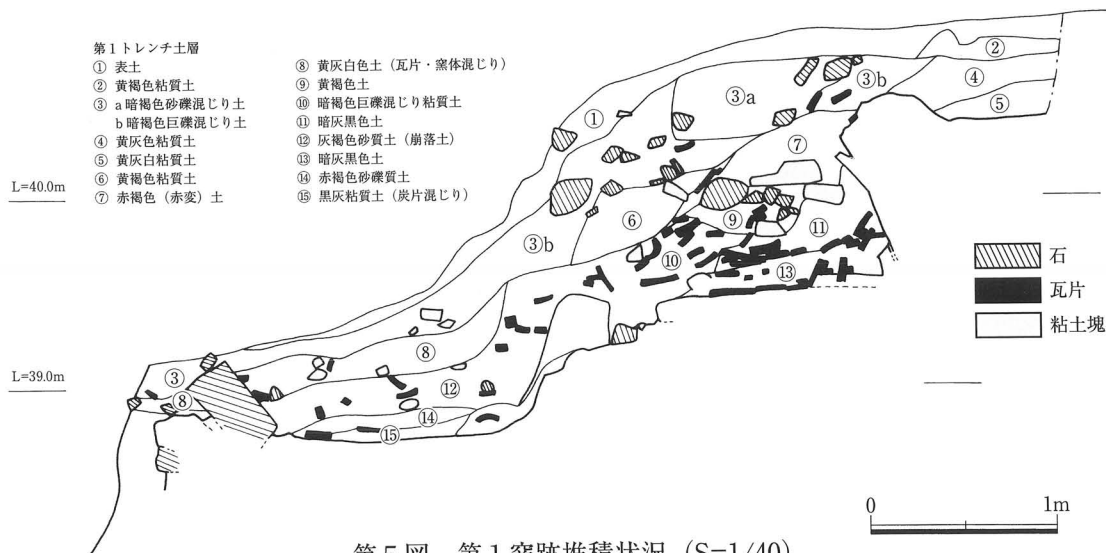 第1トレンチ土層
① 表土
② 黄褐色粘質土
③ a 暗褐色砂礫混じり土
b 暗褐色巨礫混じり土
④ 黄灰色粘質土
⑤ 黄灰白粘質土
⑥ 黄褐色粘質土
⑦ 赤褐色（赤変）土
⑧ 黄灰白色土（瓦片・窯体混じり）
⑨ 黄褐色土
⑩ 暗褐色巨礫混じり粘質土
⑪ 暗灰黒色土
⑫ 灰褐色砂質土（崩落土）
⑬ 暗灰黒色土
⑭ 赤褐色砂礫質土
⑮ 黒灰粘質土（炭片混じり）
②
③a
③b
④
⑤
①
⑦
L=40.0m
⑥
⑨
⑪
③b
⑩
⑬
石
瓦片
粘土塊
⑧
L=39.0m
③
⑫
⑧
⑭
⑮
0 1m
第5図 第1窯跡堆積状況（S=1/40）